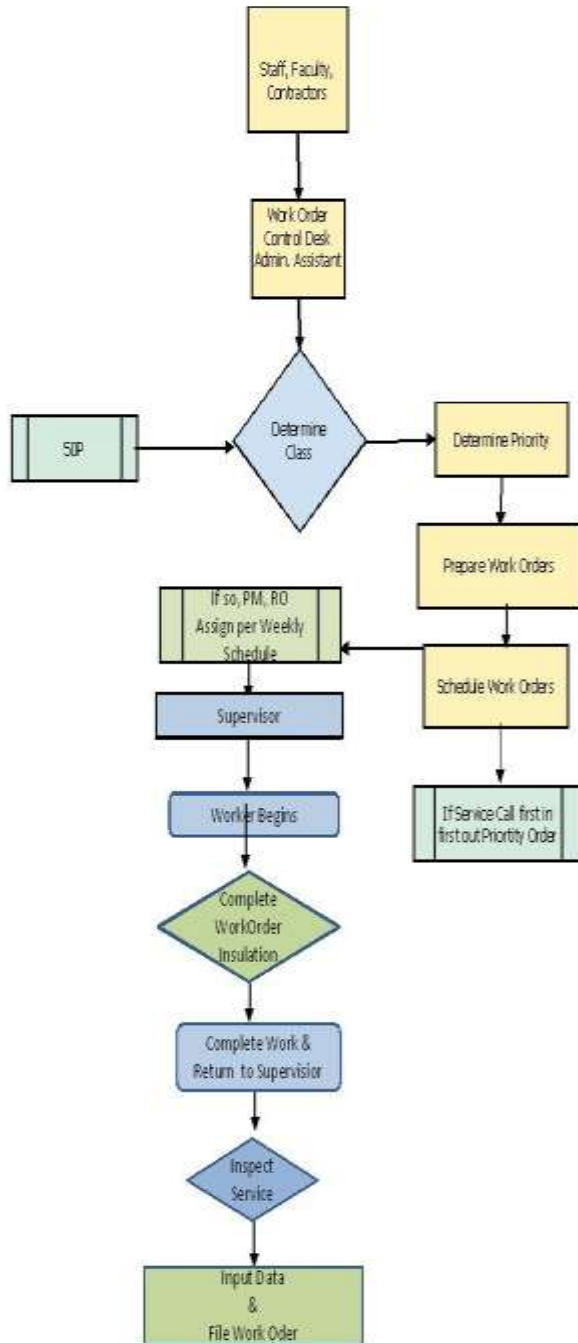 Staff, Faculty,
Contractors
Work Order
Control Desk
Admin. Assistant
Determine
Class
SOP
Determine Priority
Prepare Work Orders
If so, PM, RO
Assign per Weekly
Schedule
Schedule Work Orders
Supervisor
If Service Call first in
first out Priortity Order
Worker Begins
Complete
WorkOrder
Insulation
Complete Work &
Return to Supervisior
Inspect
Service
Input Data
&
File Work Oder